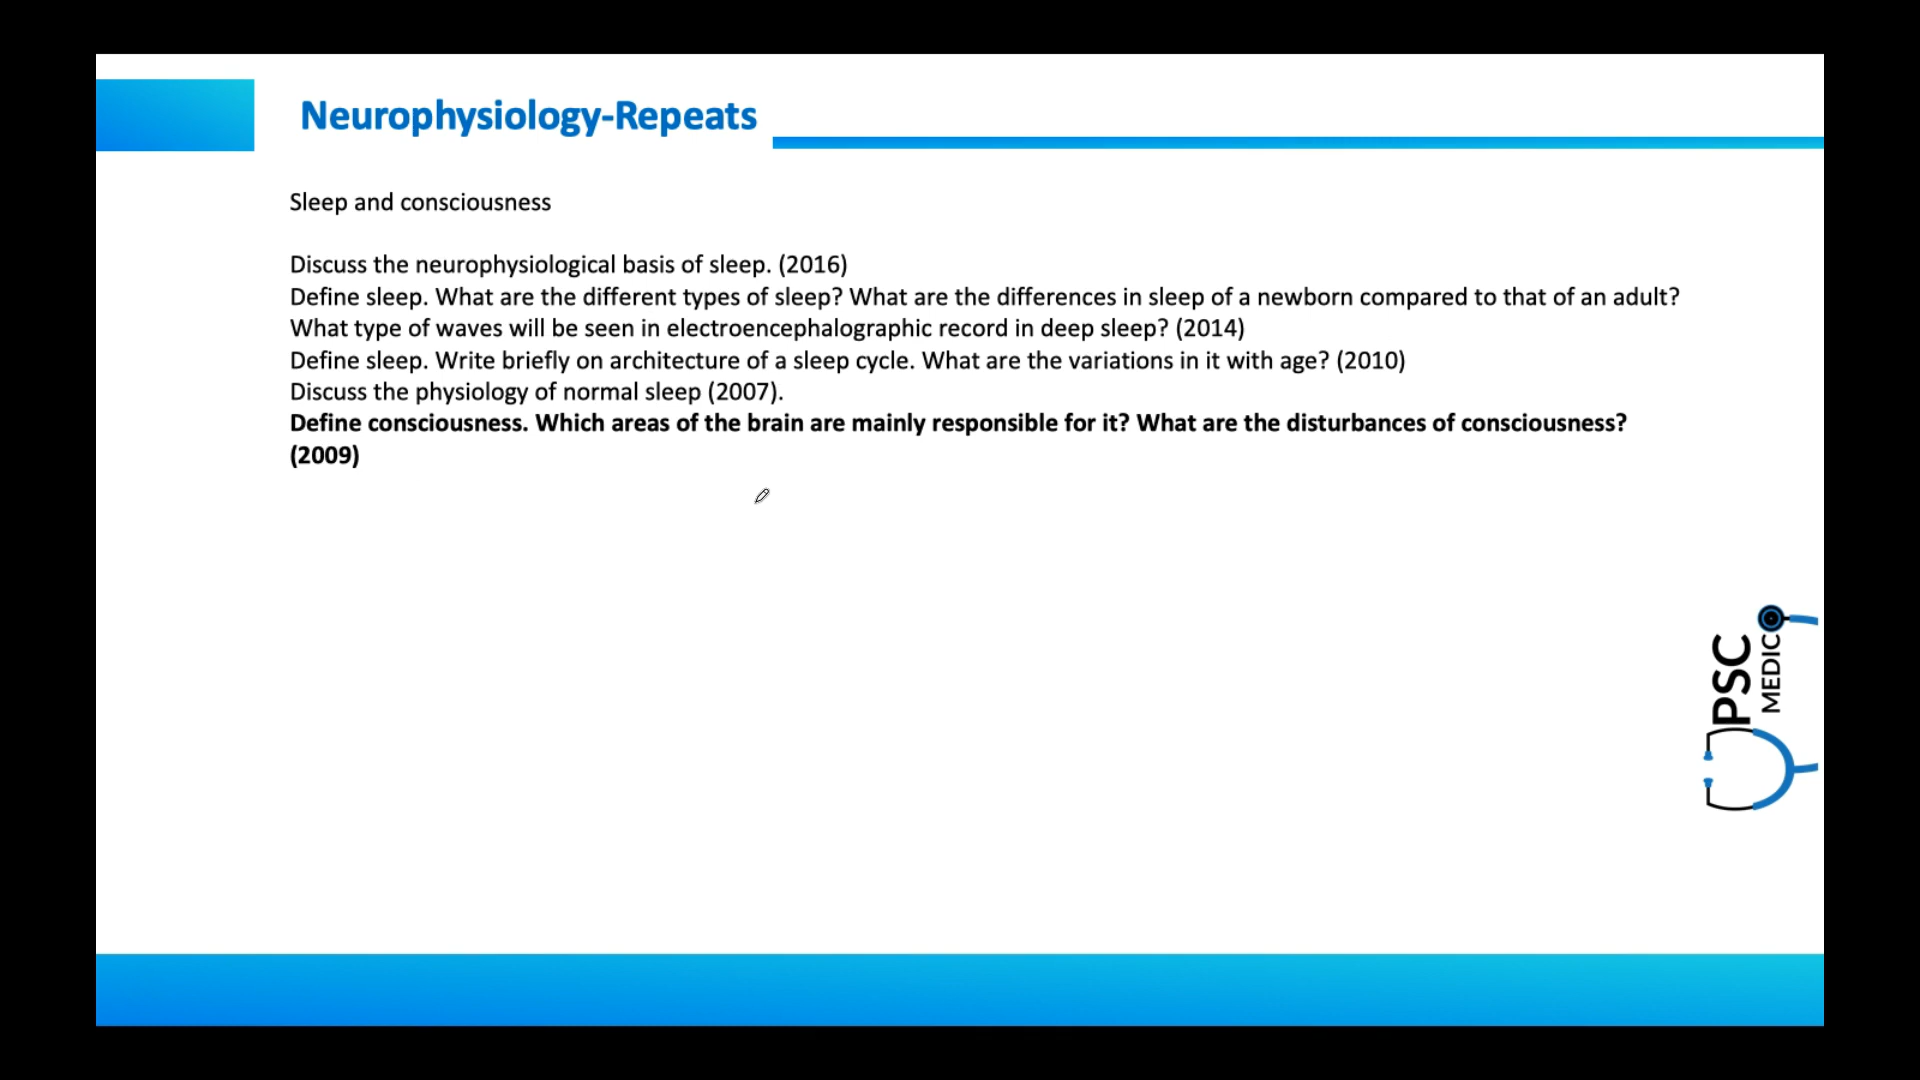 Neurophysiology-Repeats
Sleep and consciousness
Discuss the neurophysiological basis of sleep. (2016)
Define sleep. What are the different types of sleep? What are the differences in sleep of a newborn compared to that of an adult?
What type of waves will be seen in electroencephalographic record in deep sleep? (2014)
Define sleep. Write briefly on architecture of a sleep cycle. What are the variations in it with age? (2010)
Discuss the physiology of normal sleep (2007).
Define consciousness. Which areas of the brain are mainly responsible for it? What are the disturbances of consciousness?
(2009)
UPSC
MEDICO